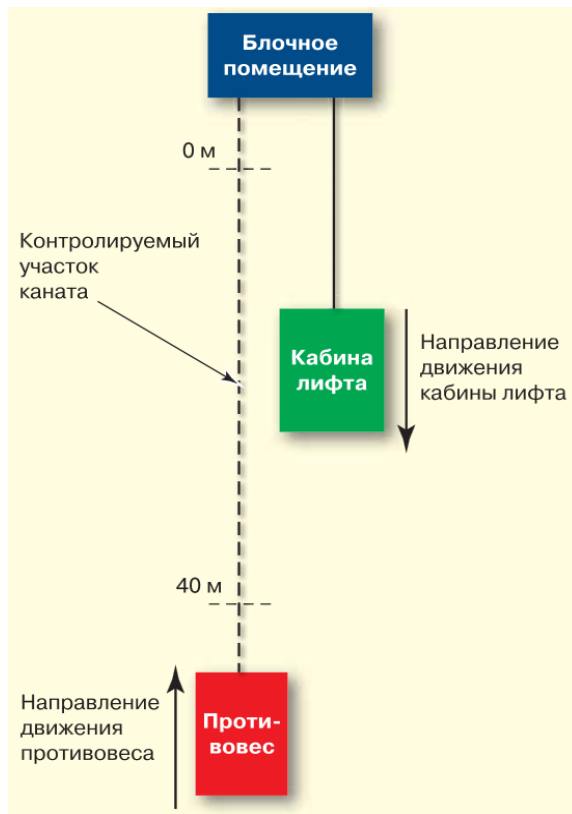 Блочное
помещение
0 м
Контролируемый
участок
каната
Кабина
лифта
Направление
движения
кабины лифта
40 м
Направление
движения
противовеса
Проти-
вовес